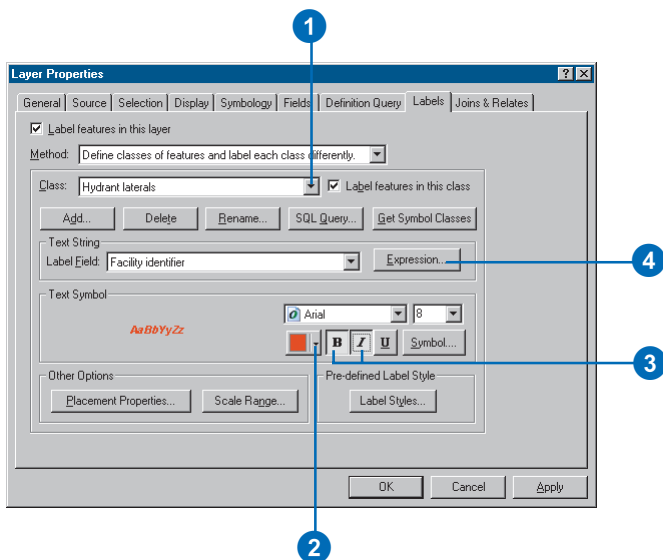 1
Layer Properties
General Source Selection Display Symbology Fields Definition Query Labels Joins & Relates
Label features in this layer
Method: Define classes of features and label each class differently.
Class: Hydrant laterals Label features in this class
Add... Delete Rename... SQL Query... Get Symbol Classes
Text String
Label Field: Facility identifier Expression... 4
Text Symbol
AaBbYyZz Arial 8
B I U Symbol...
3
Other Options Pre-defined Label Style
Placement Properties... Scale Range... Label Styles...
OK Cancel Apply
2